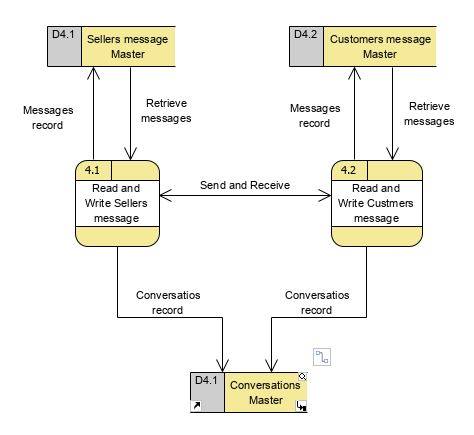 D4.1
Sellers message
Master
D4.2
Customers message
Master
Messages
record
Retrieve
messages
Messages
record
Retrieve
messages
4.1
Read and
Write Sellers
message
Send and Receive
4.2
Read and
Write Custmers
message
Conversatios
record
Conversatios
record
D4.1
Conversations
Master